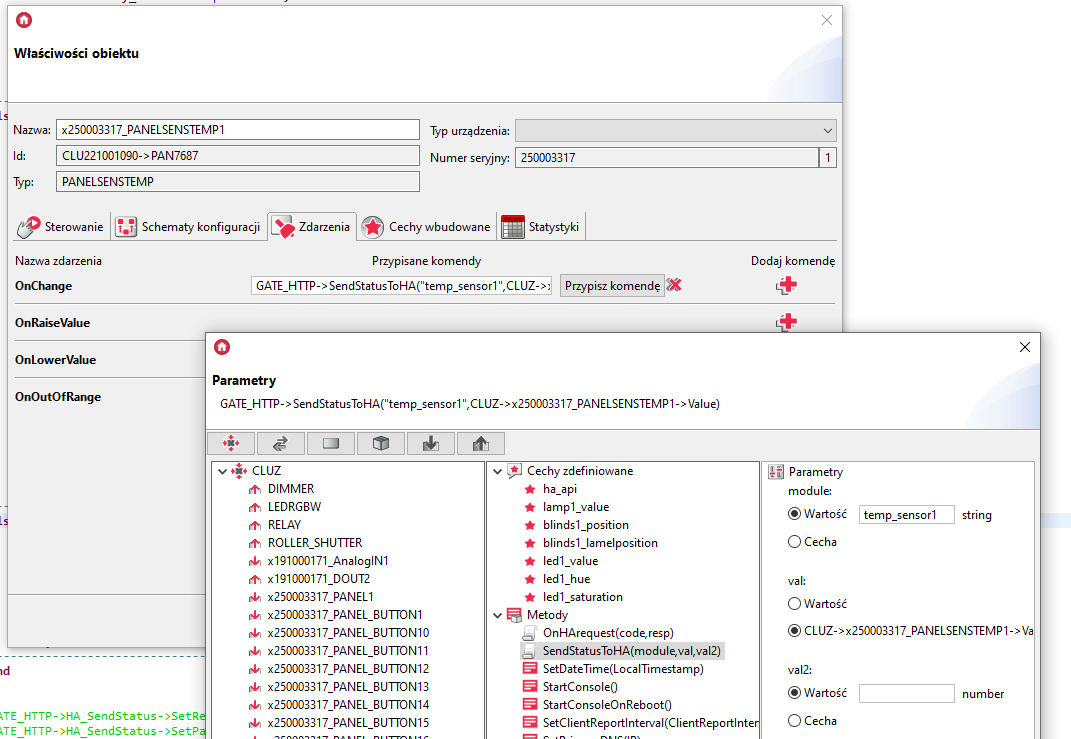 Właściwości obiektu
Nazwa: x250003317_PANELSENSTEMP1 Typ urządzenia:
Id: CLU221001090->PAN7687 Numer seryjny: 250003317 1
Typ: PANELSENSTEMP
Sterowanie Schematy konfiguracji Zdarzenia Cechy wbudowane Statystyki
Nazwa zdarzenia Przypisane komendy Dodaj komendę
OnChange GATE_HTTP->SendStatusToHA("temp_sensor1",CLUZ-> Przypisz komendę
OnRaiseValue
OnLowerValue
OnOutOfRange
Parametry
GATE_HTTP->SendStatusToHA("temp_sensor1",CLUZ->x250003317_PANELSENSTEMP1->Value)
CLUZ
DIMMER
LEDRGBW
RELAY
ROLLER_SHUTTER
x191000171_AnalogIN1
x191000171_DOUT2
x250003317_PANEL1
x250003317_PANEL_BUTTON1
x250003317_PANEL_BUTTON10
x250003317_PANEL_BUTTON11
x250003317_PANEL_BUTTON12
x250003317_PANEL_BUTTON13
x250003317_PANEL_BUTTON14
x250003317_PANEL_BUTTON15
Cechy zdefiniowane
ha_api
lamp1_value
blinds1_position
blinds1_lamelposition
led1_value
led1_hue
led1_saturation
Metody
OnHArequest(code,resp)
SendStatusToHA(module,val,val2)
SetDateTime(LocalTimestamp)
StartConsole()
StartConsoleOnReboot()
SetClientReportInterval(ClientReportInter
Parametry
module:
Wartość temp_sensor1 string
Cecha
val:
Wartość
CLUZ->x250003317_PANELSENSTEMP1->Va
val2:
Wartość number
Cecha
nd
ATE_HTTP->HA_SendStatus->SetRe
ATE_HTTP->HA_SendStatus->SetPa